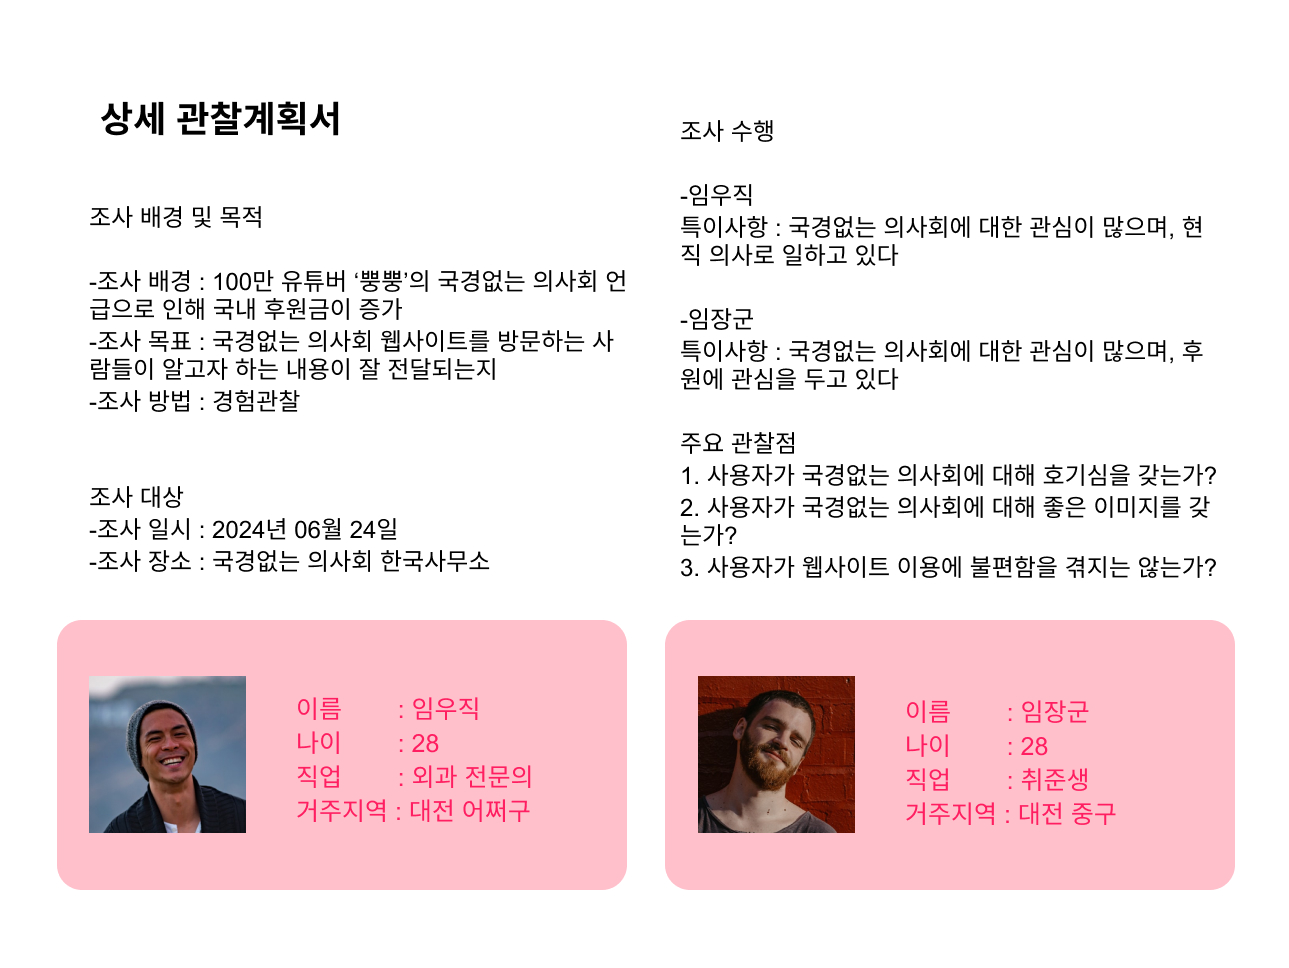 상세 관찰계획서
조사 배경 및 목적
-조사 배경 : 100만 유튜버 ‘뿡뿡’의 국경없는 의사회 언
급으로 인해 국내 후원금이 증가
-조사 목표 : 국경없는 의사회 웹사이트를 방문하는 사
람들이 알고자 하는 내용이 잘 전달되는지
-조사 방법 : 경험관찰
조사 대상
-조사 일시 : 2024년 06월 24일
-조사 장소 : 국경없는 의사회 한국사무소
조사 수행
-임우직
특이사항 : 국경없는 의사회에 대한 관심이 많으며, 현
직 의사로 일하고 있다
-임장군
특이사항 : 국경없는 의사회에 대한 관심이 많으며, 후
원에 관심을 두고 있다
주요 관찰점
1. 사용자가 국경없는 의사회에 대해 호기심을 갖는가?
2. 사용자가 국경없는 의사회에 대해 좋은 이미지를 갖
는가?
3. 사용자가 웹사이트 이용에 불편함을 겪지는 않는가?
이름 : 임우직
나이 : 28
직업 : 외과 전문의
거주지역 : 대전 어쩌구
이름 : 임장군
나이 : 28
직업 : 취준생
거주지역 : 대전 중구